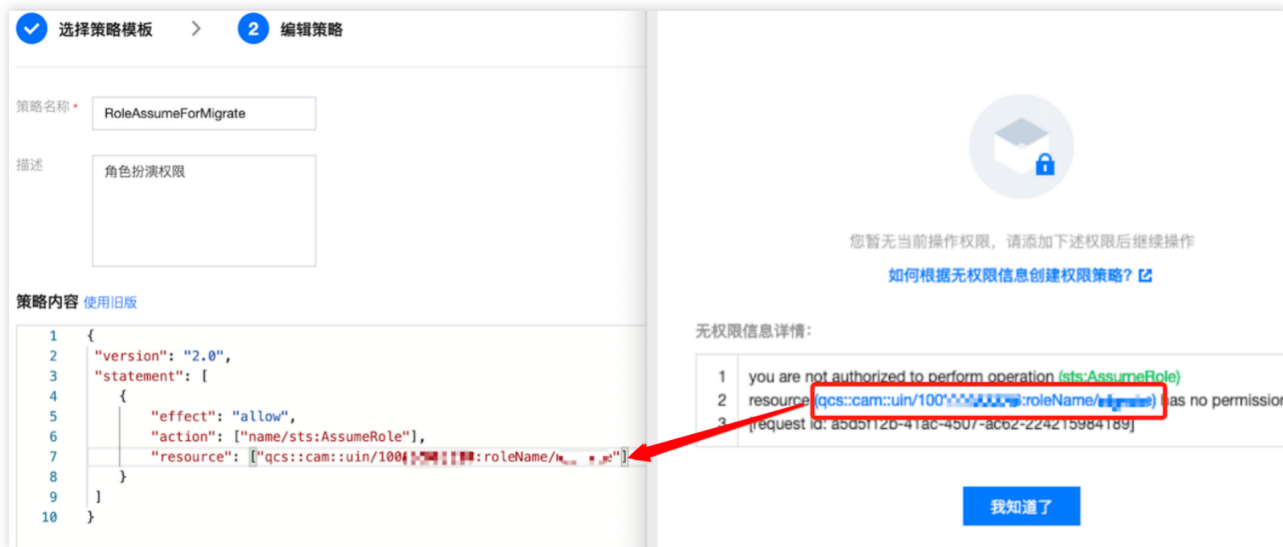 选择策略模板
2 编辑策略
策略名称 *
RoleAssumeForMigrate
描述
角色扮演权限
策略内容 使用旧版
1 {
2 "version": "2.0",
3 "statement": [
4 {
5 "effect": "allow",
6 "action": ["name/sts:AssumeRole"],
7 "resource": ["qcs::cam::uin/100 :roleName/ "]
8 }
9 ]
10 }
您暂无当前操作权限，请添加下述权限后继续操作
如何根据无权限信息创建权限策略？
无权限信息详情：
1 you are not authorized to perform operation (sts:AssumeRole)
2 resource (qcs::cam::uin/100 :roleName/ ) has no permission
3 [request id: a5d5f12b-41ac-4507-ac62-224215984189]
我知道了